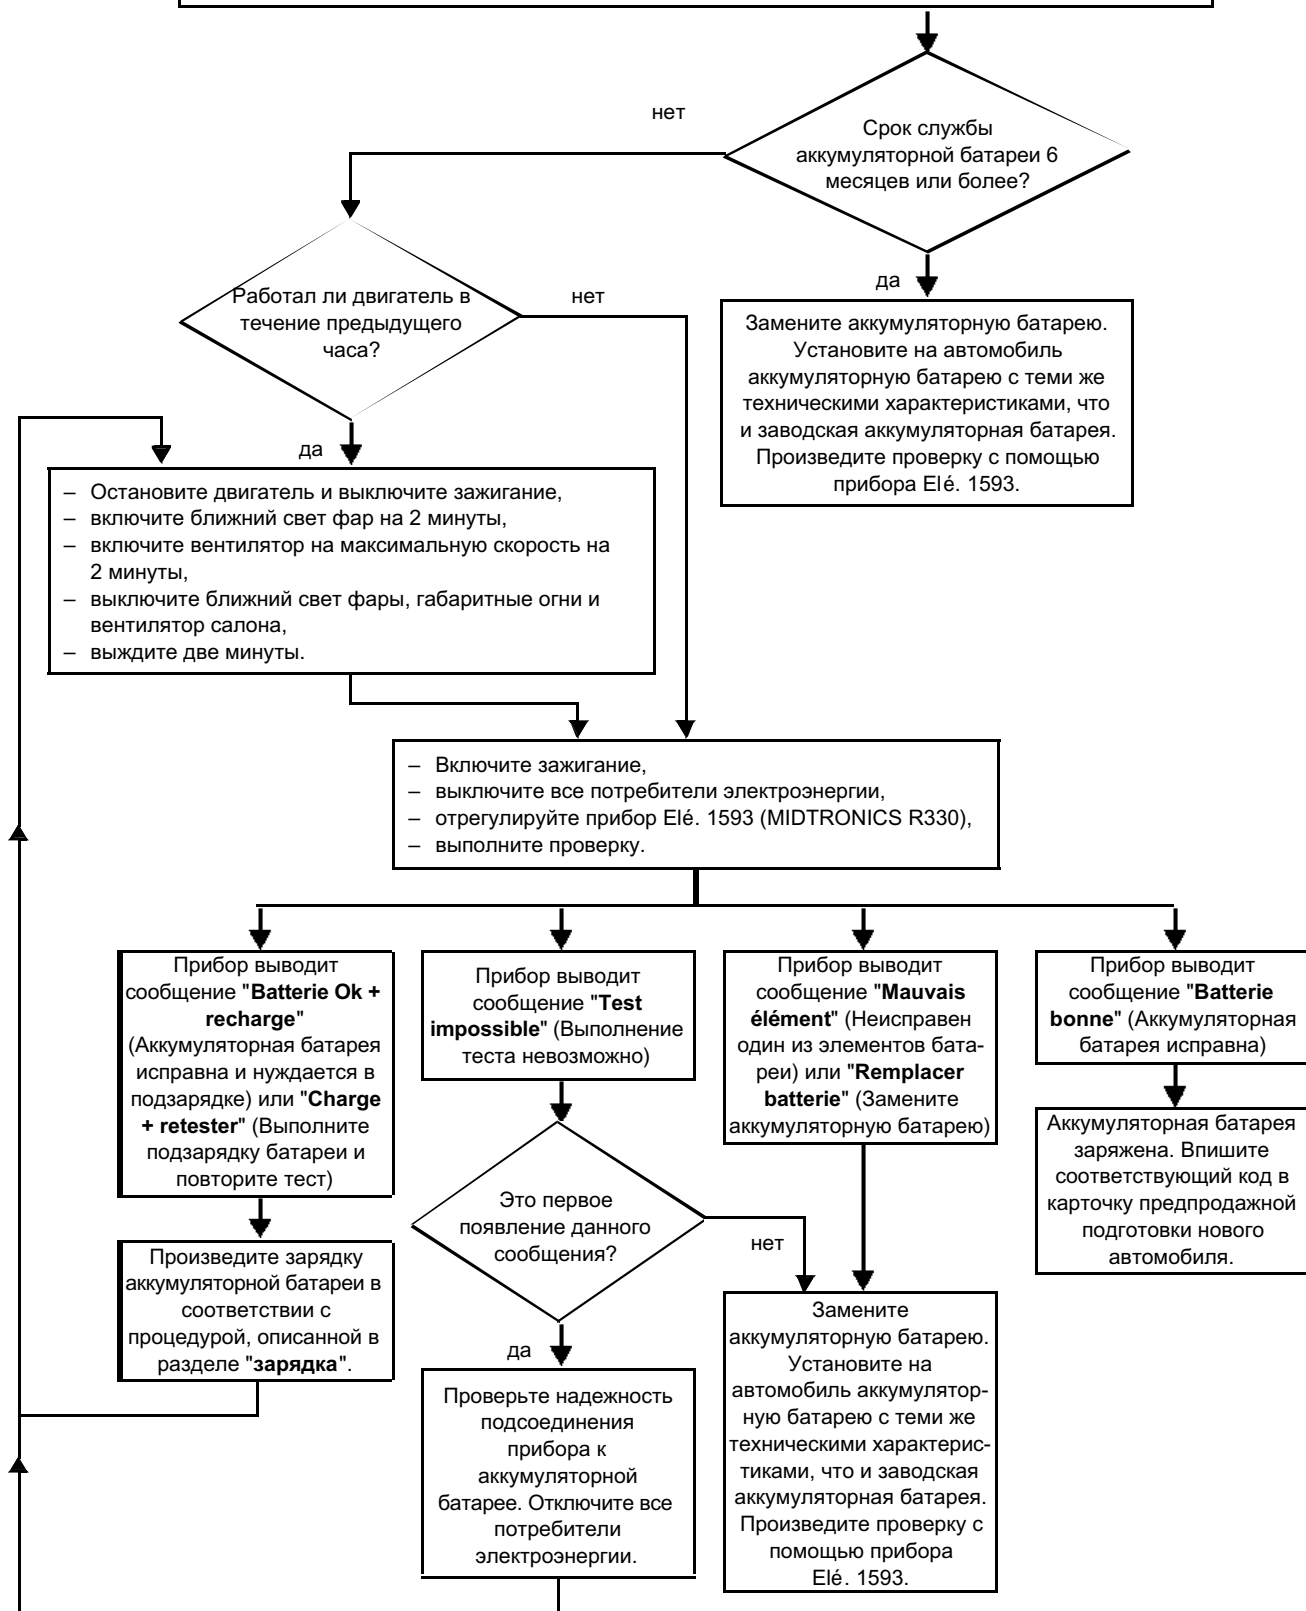 нет
Срок службы
аккумуляторной батареи 6
месяцев или более?
Работал ли двигатель в
течение предыдущего
часа?
нет
да
Замените аккумуляторную батарею.
Установите на автомобиль
аккумуляторную батарею с теми же
техническими характеристиками, что
и заводская аккумуляторная батарея.
Произведите проверку с помощью
прибора Elé. 1593.
да
– Остановите двигатель и выключите зажигание,
– включите ближний свет фар на 2 минуты,
– включите вентилятор на максимальную скорость на
2 минуты,
– выключите ближний свет фары, габаритные огни и
вентилятор салона,
– выждите две минуты.
– Включите зажигание,
– выключите все потребители электроэнергии,
– отрегулируйте прибор Elé. 1593 (MIDTRONICS R330),
– выполните проверку.
Прибор выводит
сообщение "Batterie Ok +
recharge"
(Аккумуляторная батарея
исправна и нуждается в
подзарядке) или "Charge
+ retester" (Выполните
подзарядку батареи и
повторите тест)
Прибор выводит
сообщение "Test
impossible" (Выполнение
теста невозможно)
Прибор выводит
сообщение "Mauvais
élément" (Неисправен
один из элементов бата-
реи) или "Remplacer
batterie" (Замените
аккумуляторную батарею)
Прибор выводит
сообщение "Batterie
bonne" (Аккумуляторная
батарея исправна)
Аккумуляторная батарея
заряжена. Впишите
соответствующий код в
карточку предпродажной
подготовки нового
автомобиля.
Это первое
появление данного
сообщения?
нет
Произведите зарядку
аккумуляторной батареи в
соответствии с
процедурой, описанной в
разделе "зарядка".
да
Замените
аккумуляторную батарею.
Установите на
автомобиль аккумулятор-
ную батарею с теми же
техническими характерис-
тиками, что и заводская
аккумуляторная батарея.
Произведите проверку с
помощью прибора
Elé. 1593.
Проверьте надежность
подсоединения
прибора к
аккумуляторной
батарее. Отключите все
потребители
электроэнергии.